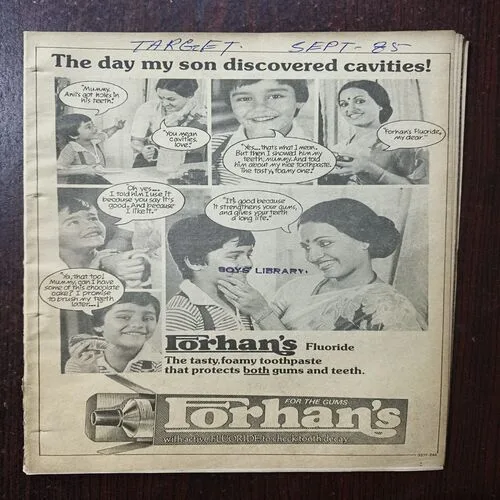 TARGET. SEPT-85
The day my son discovered cavities!
"Mummy.
Anil's got holes in
his teeth."
"You mean
cavities,
love."
"Yes...that's what I mean.
But then I showed him my
teeth, mummy. And told
him about my nice toothpaste.
The tasty, foamy one."
"Forhan's Fluoride,
my dear."
"Oh yes...
I told him I use it
because you say it's
good. And because
I like it."
"It's good because
it strengthens your gums,
and gives your teeth
a long life."
"Yo, that too!
Mummy, can I have
some of this chocolate
cake? I promise
to brush my teeth
later...!"
BOYS' LIBRARY.
Forhan's Fluoride
The tasty, foamy toothpaste
that protects both gums and teeth.
FOR THE GUMS
Forhan's
with active FLUORIDE to check tooth decay